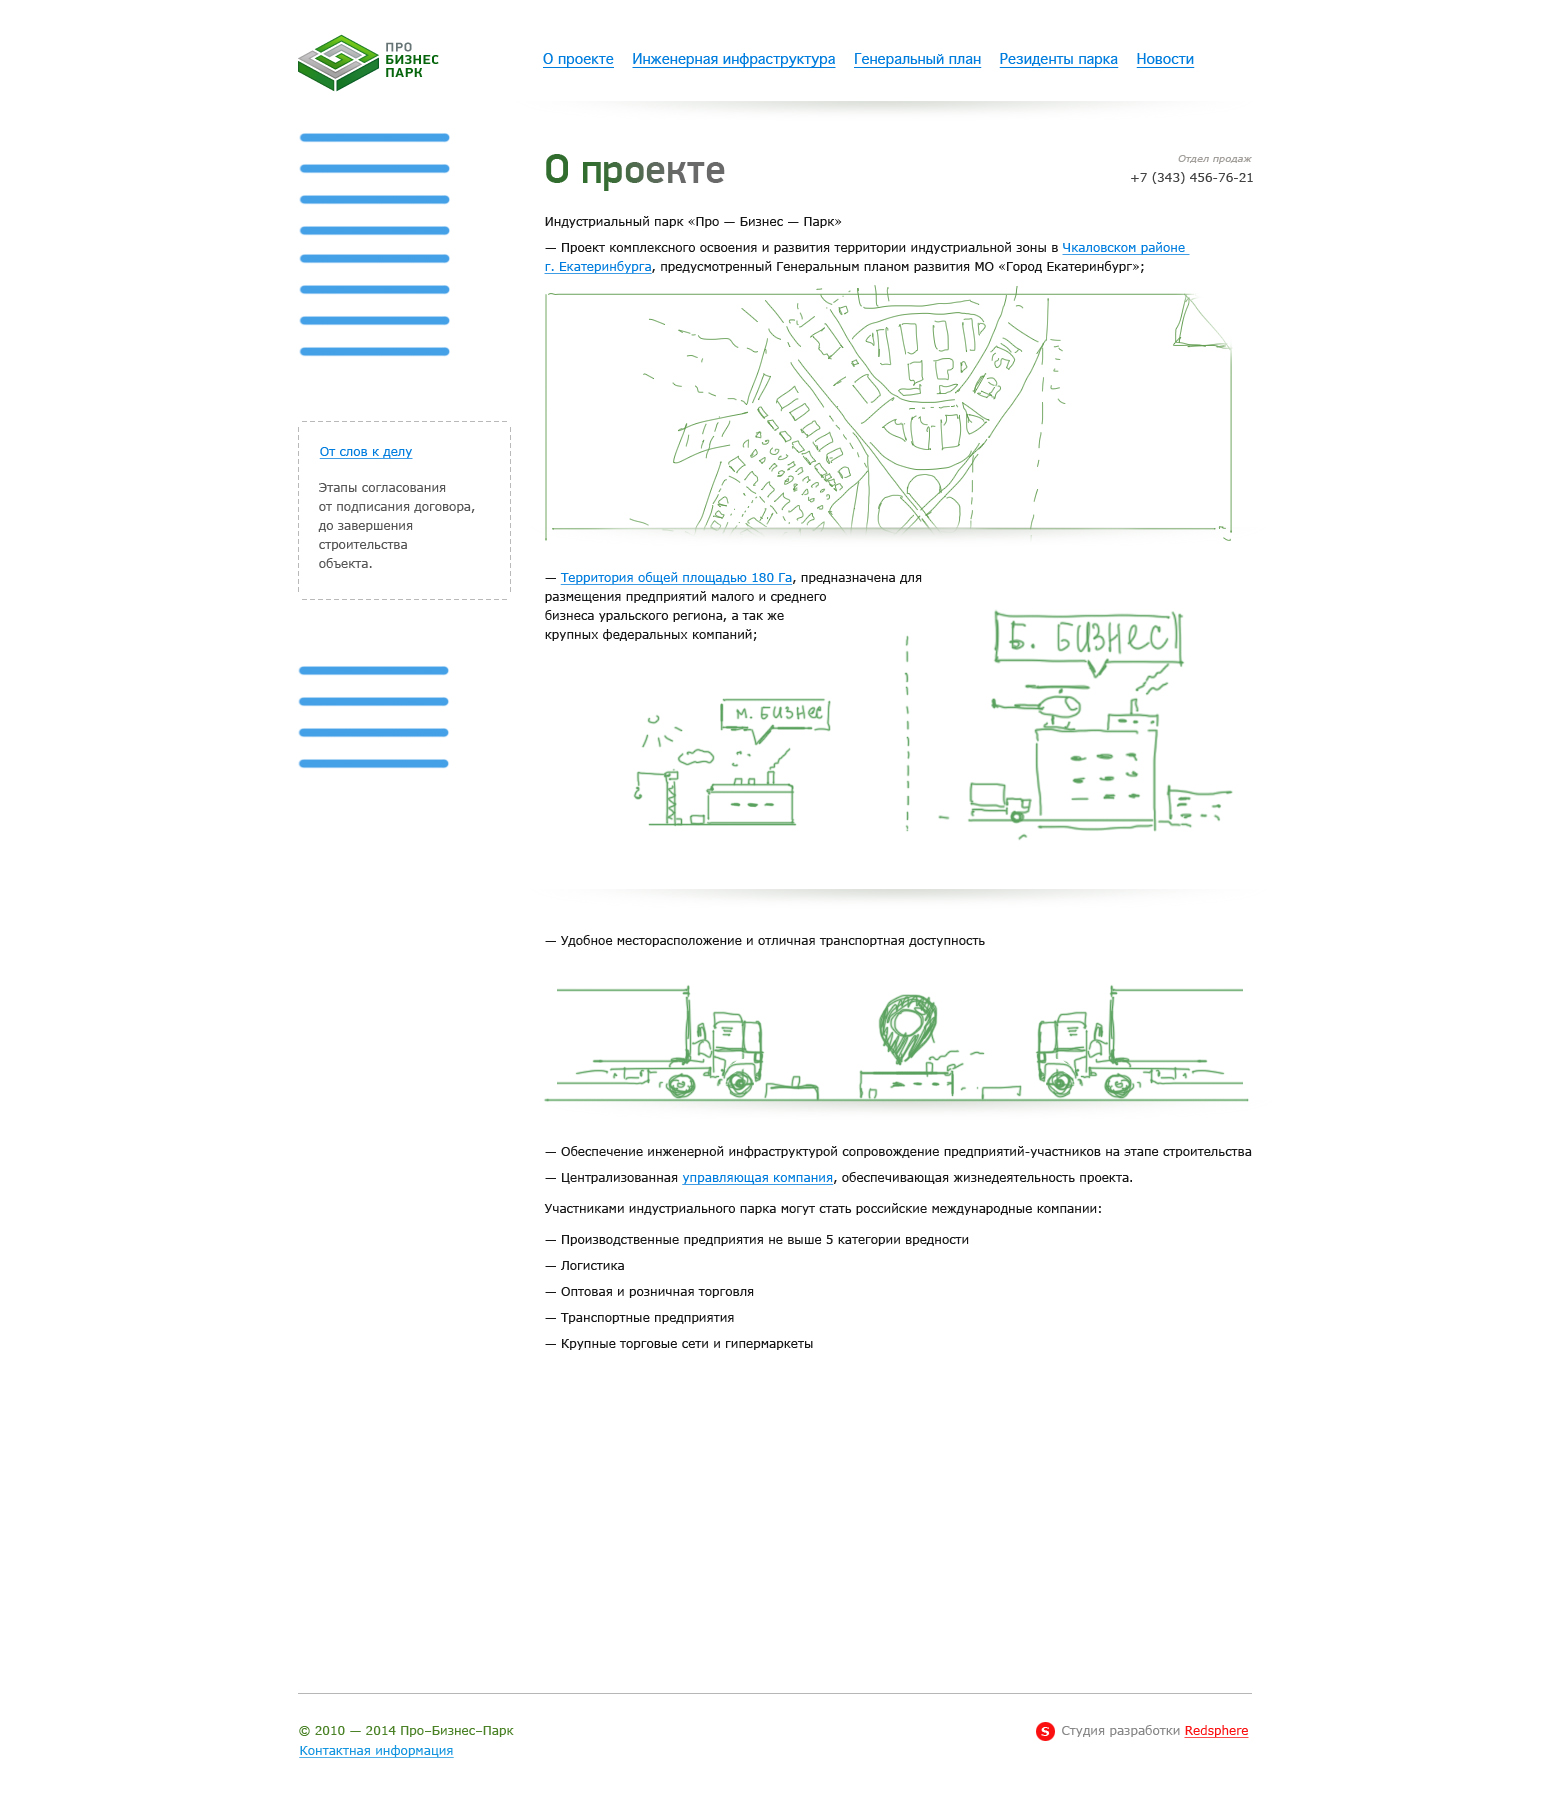 ПРО
БИЗНЕС
ПАРК
О проекте Инженерная инфраструктура Генеральный план Резиденты парка Новости
О проекте
Отдел продаж
+7 (343) 456-76-21
Индустриальный парк «Про — Бизнес — Парк»
— Проект комплексного освоения и развития территории индустриальной зоны в Чкаловском районе
г. Екатеринбурга, предусмотренный Генеральным планом развития МО «Город Екатеринбург»;
От слов к делу
Этапы согласования
от подписания договора,
до завершения
строительства
объекта.
— Территория общей площадью 180 Га, предназначена для
размещения предприятий малого и среднего
бизнеса уральского региона, а так же
крупных федеральных компаний;
Б. БИЗНЕС
м. БИЗНЕС
— Удобное месторасположение и отличная транспортная доступность
— Обеспечение инженерной инфраструктурой сопровождение предприятий-участников на этапе строительства
— Централизованная управляющая компания, обеспечивающая жизнедеятельность проекта.
Участниками индустриального парка могут стать российские международные компании:
— Производственные предприятия не выше 5 категории вредности
— Логистика
— Оптовая и розничная торговля
— Транспортные предприятия
— Крупные торговые сети и гипермаркеты
© 2010 — 2014 Про–Бизнес–Парк
Контактная информация
S Студия разработки Redsphere